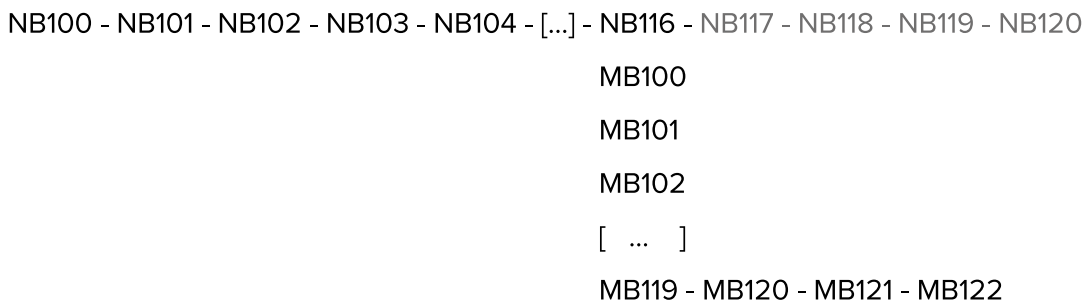 NB100 - NB101 - NB102 - NB103 - NB104 - [...] - NB116 - NB117 - NB118 - NB119 - NB120
MB100
MB101
MB102
[ ... ]
MB119 - MB120 - MB121 - MB122